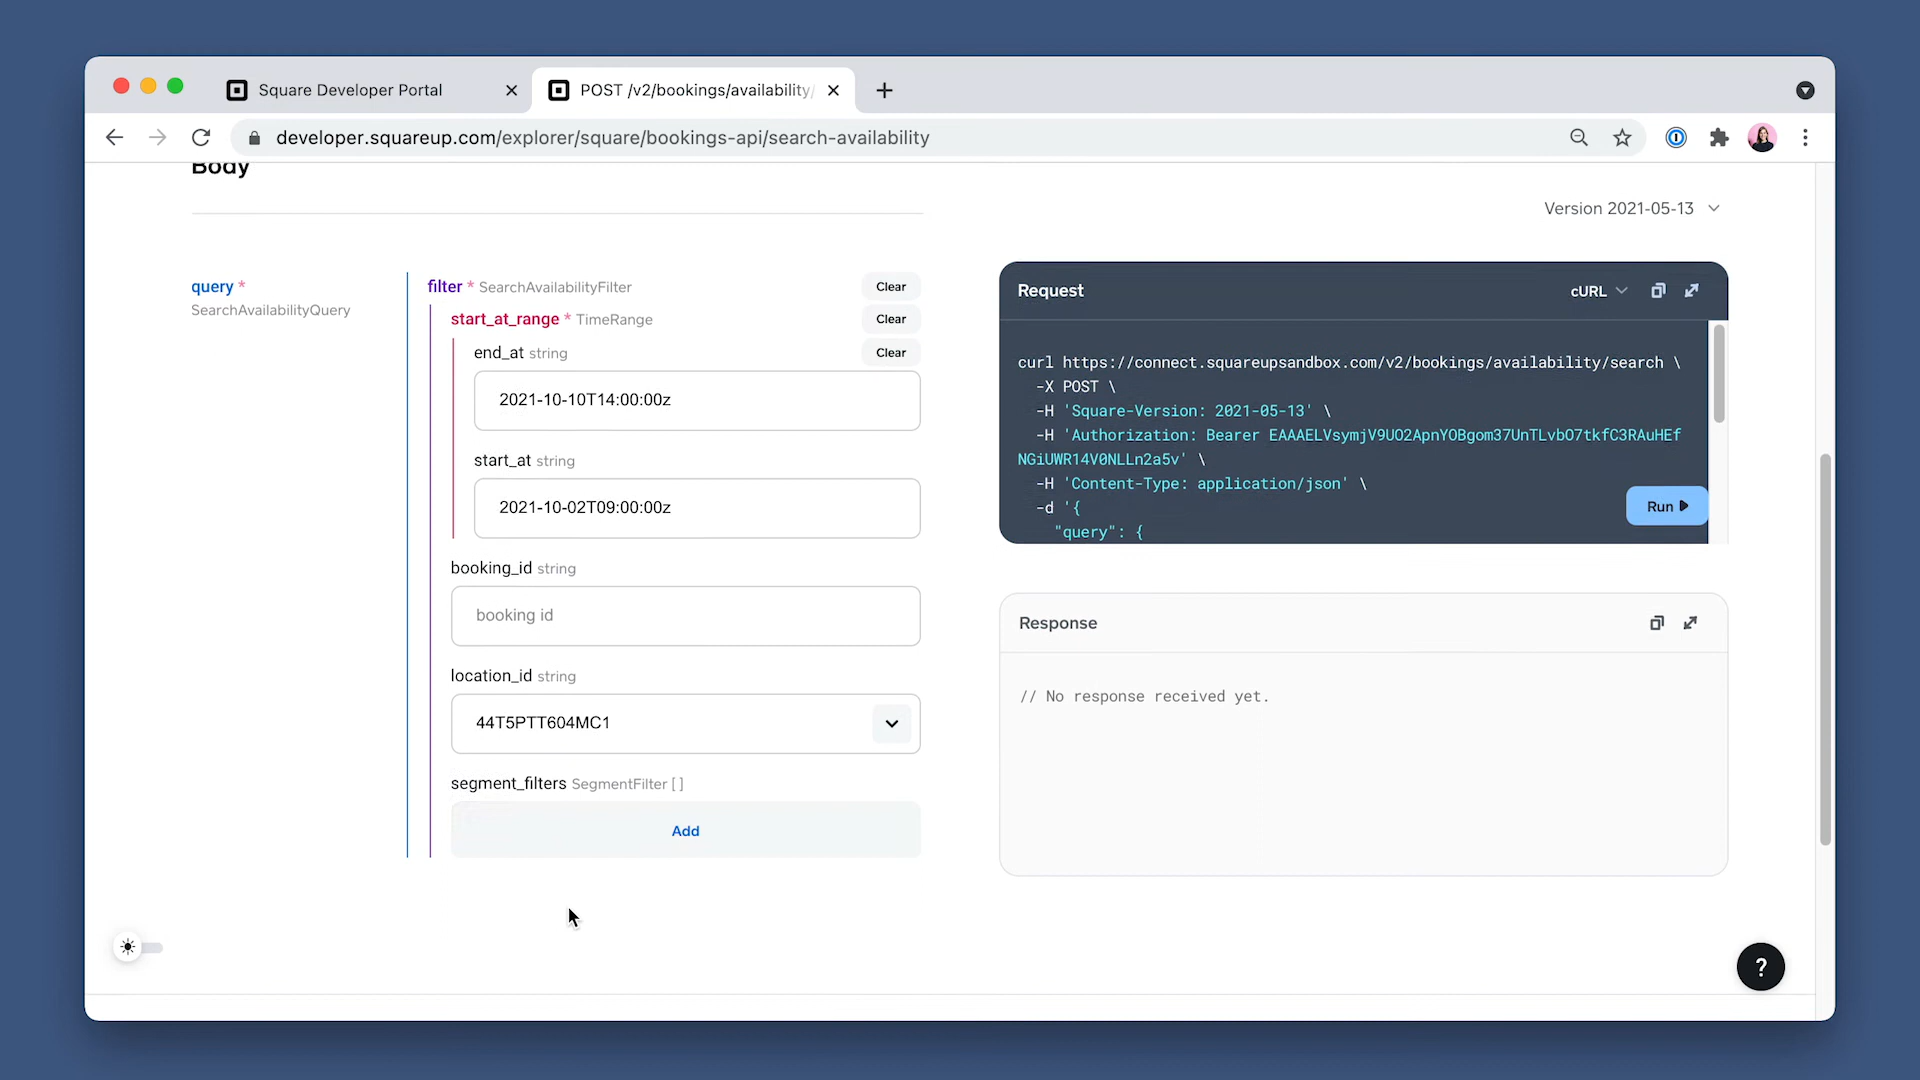 Square Developer Portal
POST /v2/bookings/availability/
developer.squareup.com/explorer/square/bookings-api/search-availability
Body
Version 2021-05-13
query *
SearchAvailabilityQuery
filter * SearchAvailabilityFilter
Clear
start_at_range * TimeRange
Clear
end_at string
Clear
2021-10-10T14:00:00z
start_at string
2021-10-02T09:00:00z
booking_id string
booking id
location_id string
44T5PTT604MC1
segment_filters SegmentFilter [ ]
Add
Request
cURL
curl https://connect.squareupsandbox.com/v2/bookings/availability/search \
-X POST \
-H 'Square-Version: 2021-05-13' \
-H 'Authorization: Bearer EAAAELVsymjV9UO2ApnYOBgom37UnTLvbO7tkfC3RAuHEf
NGiUWR14V0NLLn2a5v' \
-H 'Content-Type: application/json' \
-d '{
"query": {
Run
Response
// No response received yet.
?